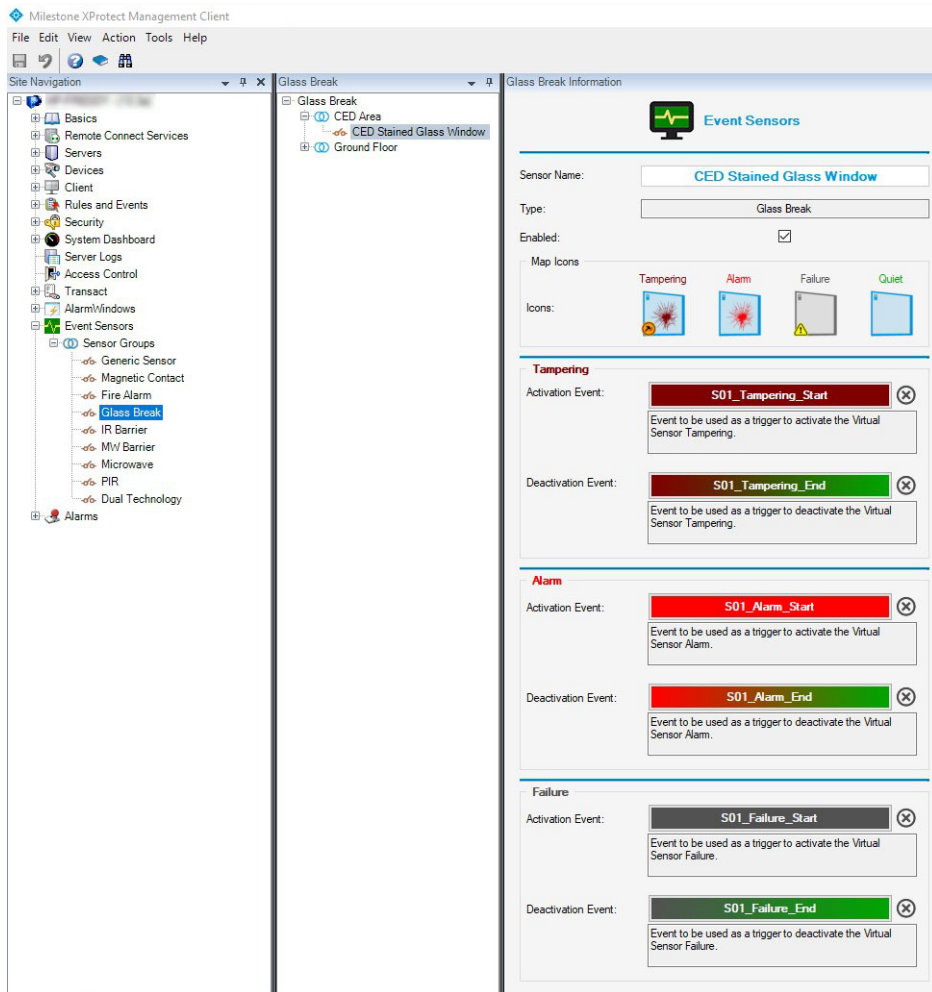 Milestone XProtect Management Client
File Edit View Action Tools Help
Site Navigation
Basics
Remote Connect Services
Servers
Devices
Client
Rules and Events
Security
System Dashboard
Server Logs
Access Control
Transact
AlarmWindows
Event Sensors
Sensor Groups
Generic Sensor
Magnetic Contact
Fire Alarm
Glass Break
IR Barrier
MW Barrier
Microwave
PIR
Dual Technology
Alarms
Glass Break
Glass Break
CED Area
CED Stained Glass Window
Ground Floor
Glass Break Information
Event Sensors
Sensor Name: CED Stained Glass Window
Type: Glass Break
Enabled:
Map Icons
Tampering Alarm Failure Quiet
Icons:
Tampering
Activation Event: S01_Tampering_Start
Event to be used as a trigger to activate the Virtual
Sensor Tampering.
Deactivation Event: S01_Tampering_End
Event to be used as a trigger to deactivate the Virtual
Sensor Tampering.
Alarm
Activation Event: S01_Alarm_Start
Event to be used as a trigger to activate the Virtual
Sensor Alarm.
Deactivation Event: S01_Alarm_End
Event to be used as a trigger to deactivate the Virtual
Sensor Alarm.
Failure
Activation Event: S01_Failure_Start
Event to be used as a trigger to activate the Virtual
Sensor Failure.
Deactivation Event: S01_Failure_End
Event to be used as a trigger to deactivate the Virtual
Sensor Failure.